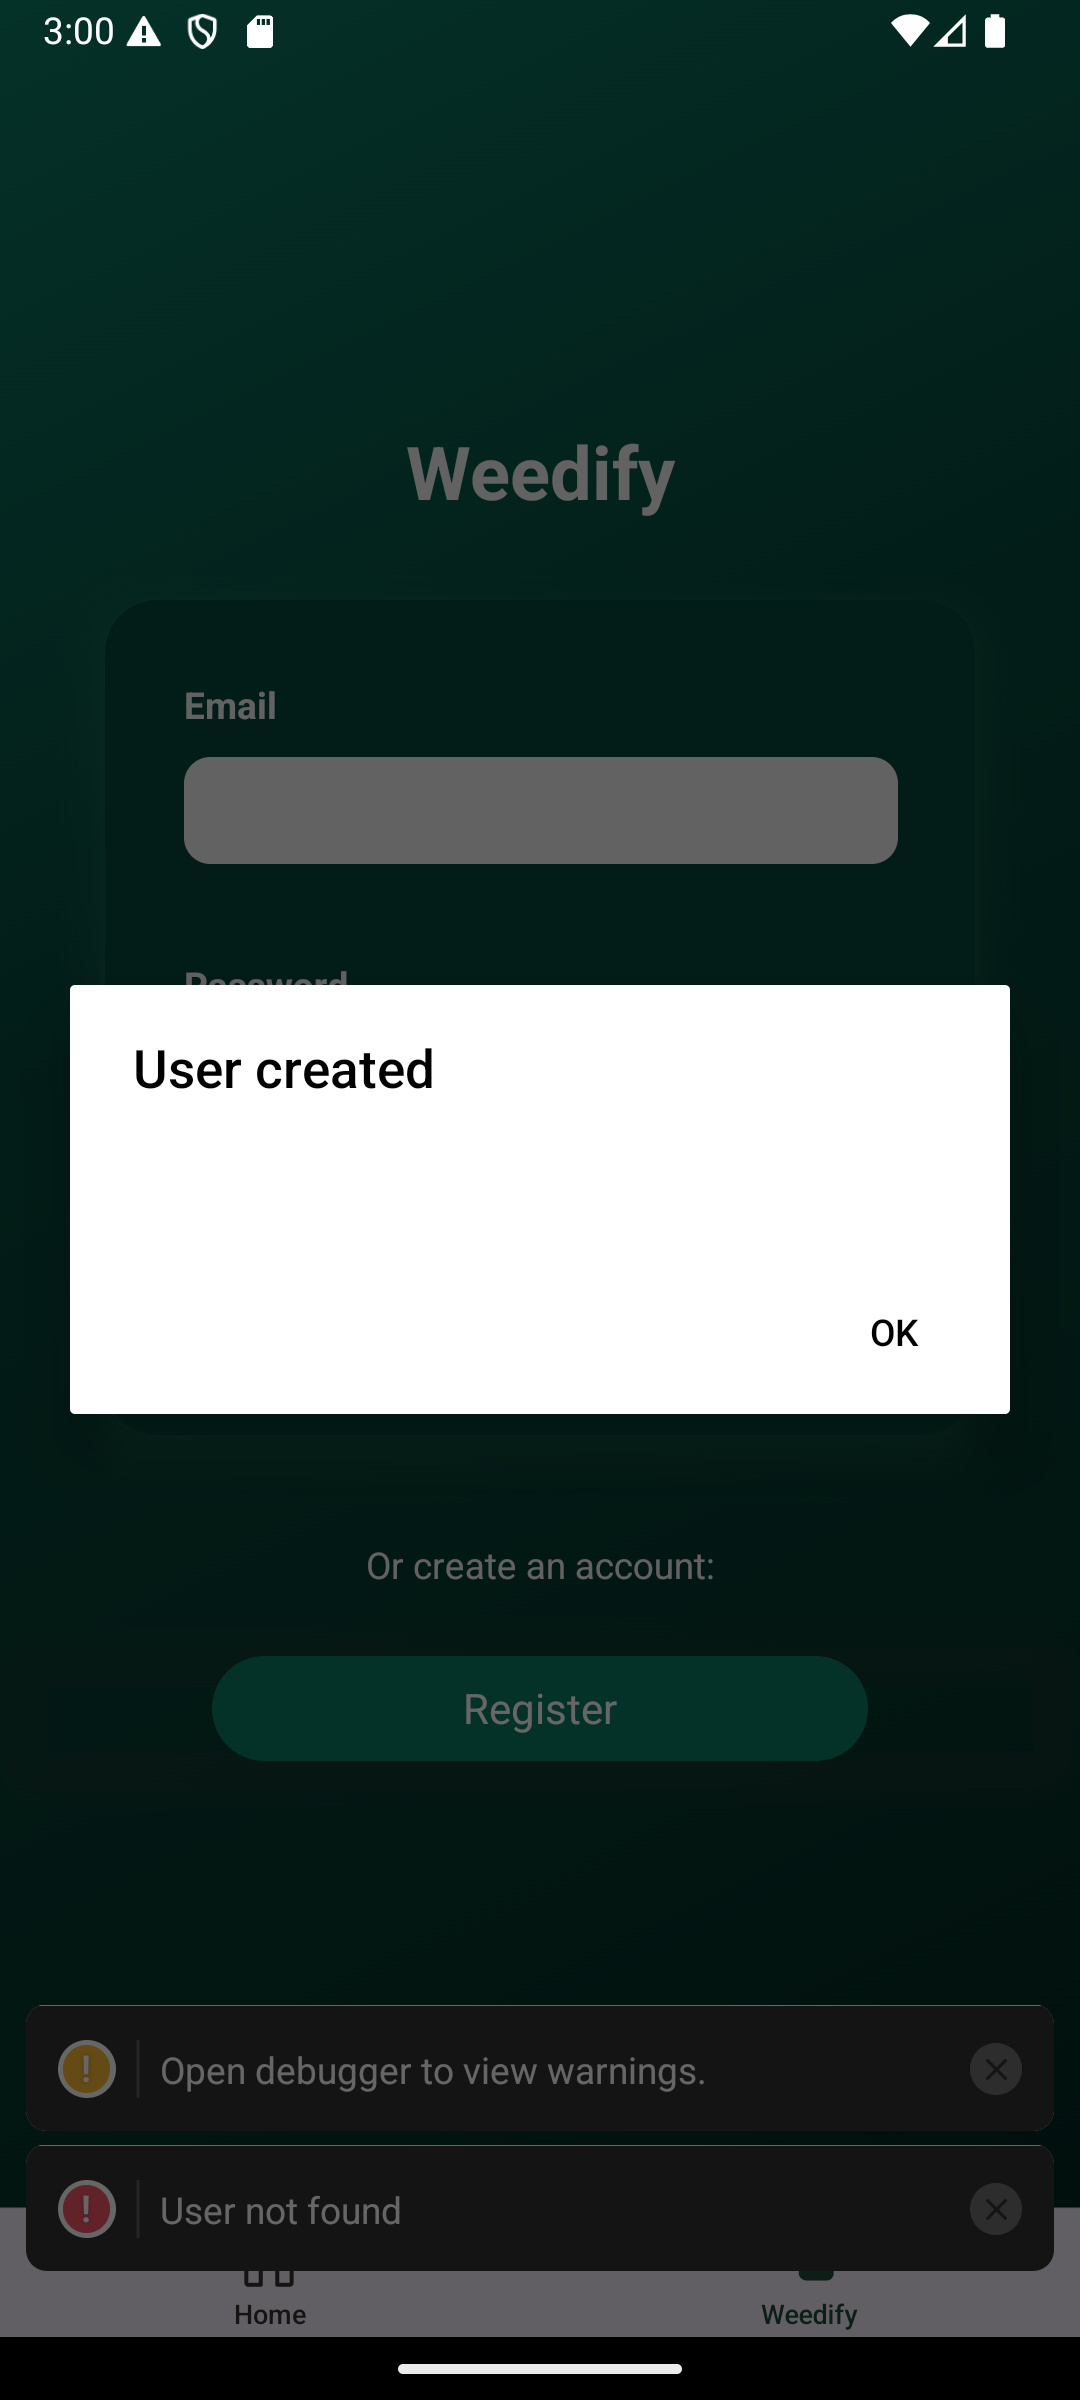 3:00
Weedify
Email
Password
User created
OK
Or create an account:
Register
Open debugger to view warnings.
User not found
Home
Weedify